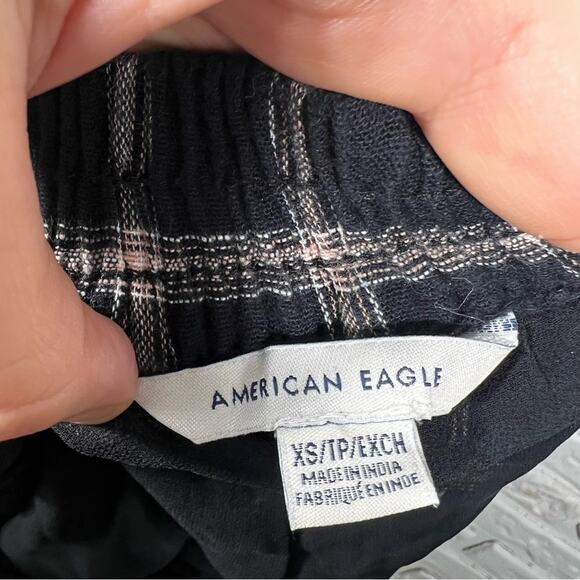 AMERICAN EAGLE
XS/TP/EXCH
MADE IN INDIA
FABRIQUÉ EN INDE